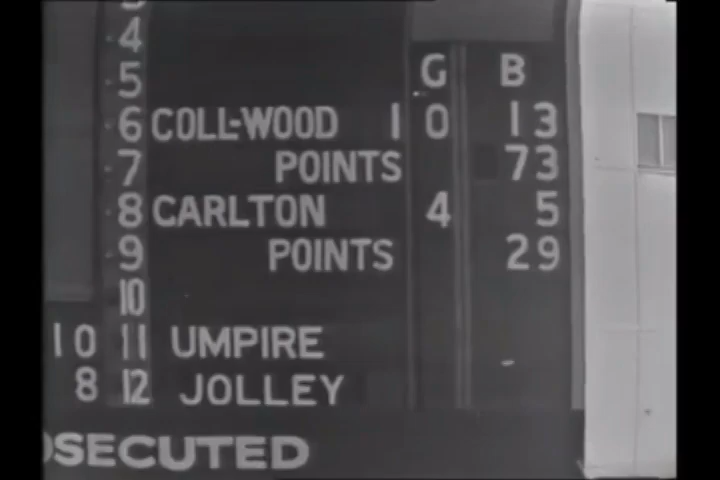 4
5 G B
6 COLL-WOOD 10 13
7 POINTS 73
8 CARLTON 4 5
9 POINTS 29
10
10 11 UMPIRE
8 12 JOLLEY
OSECUTED